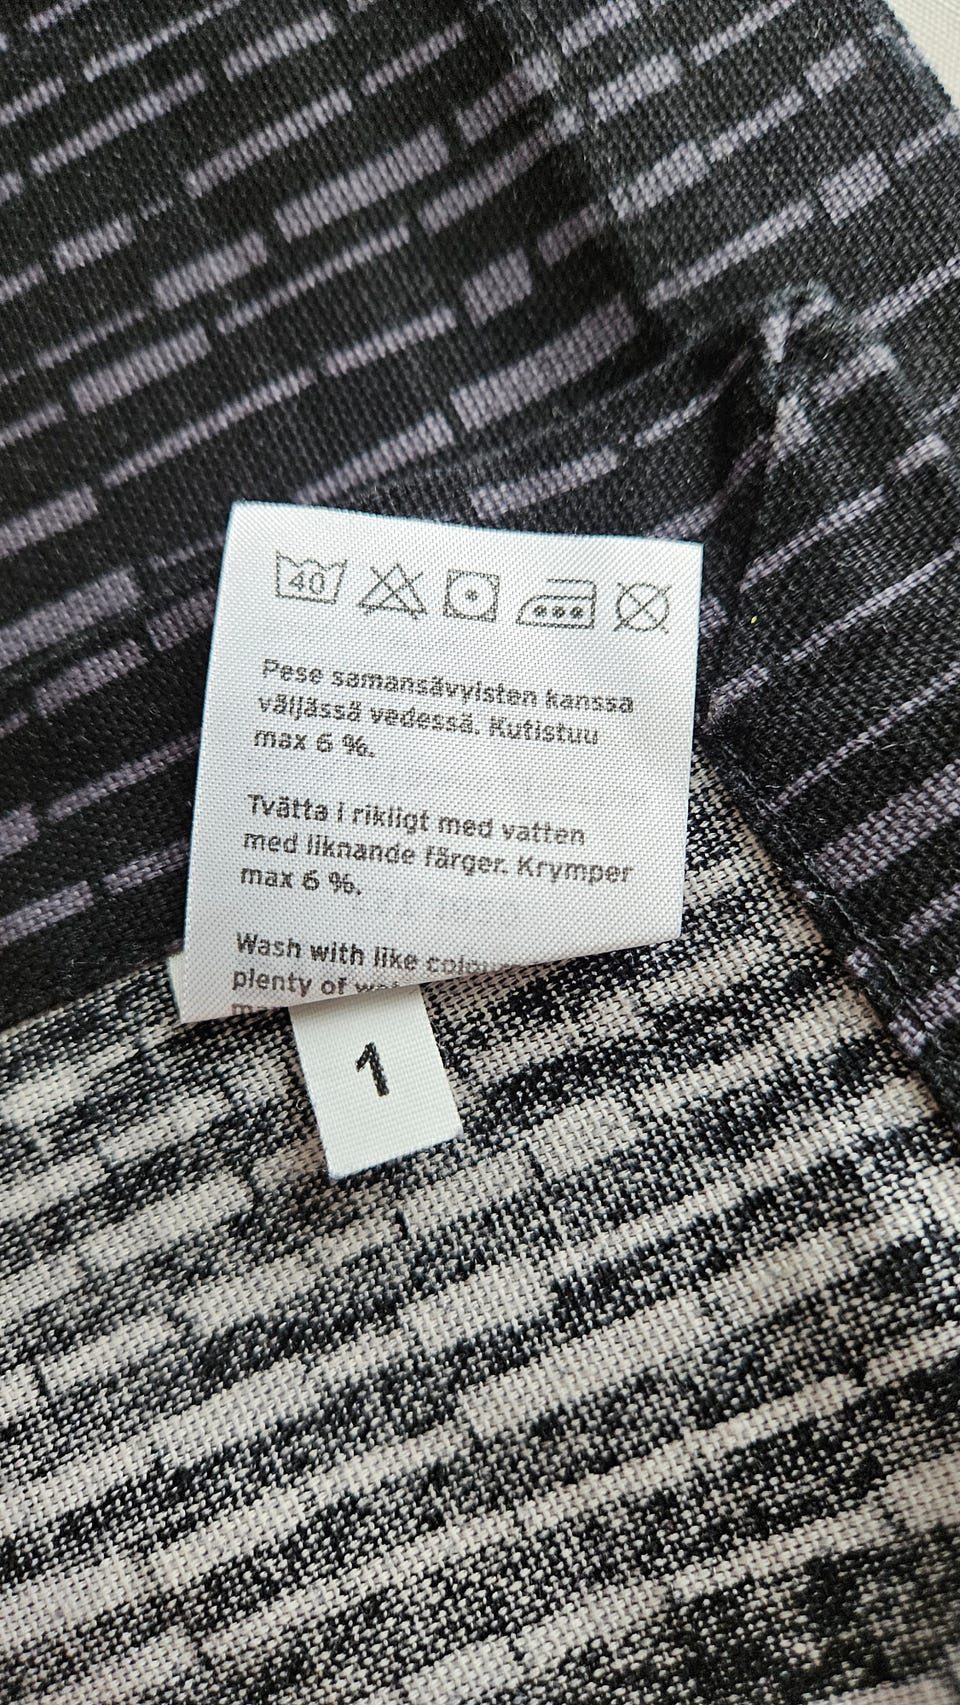 40
Pese samansävyisten kanssa
väljässä vedessä. Kutistuu
max 6 %.
Tvätta i rikligt med vatten
med liknande färger. Krymper
max 6 %.
Wash with like
plenty of
1